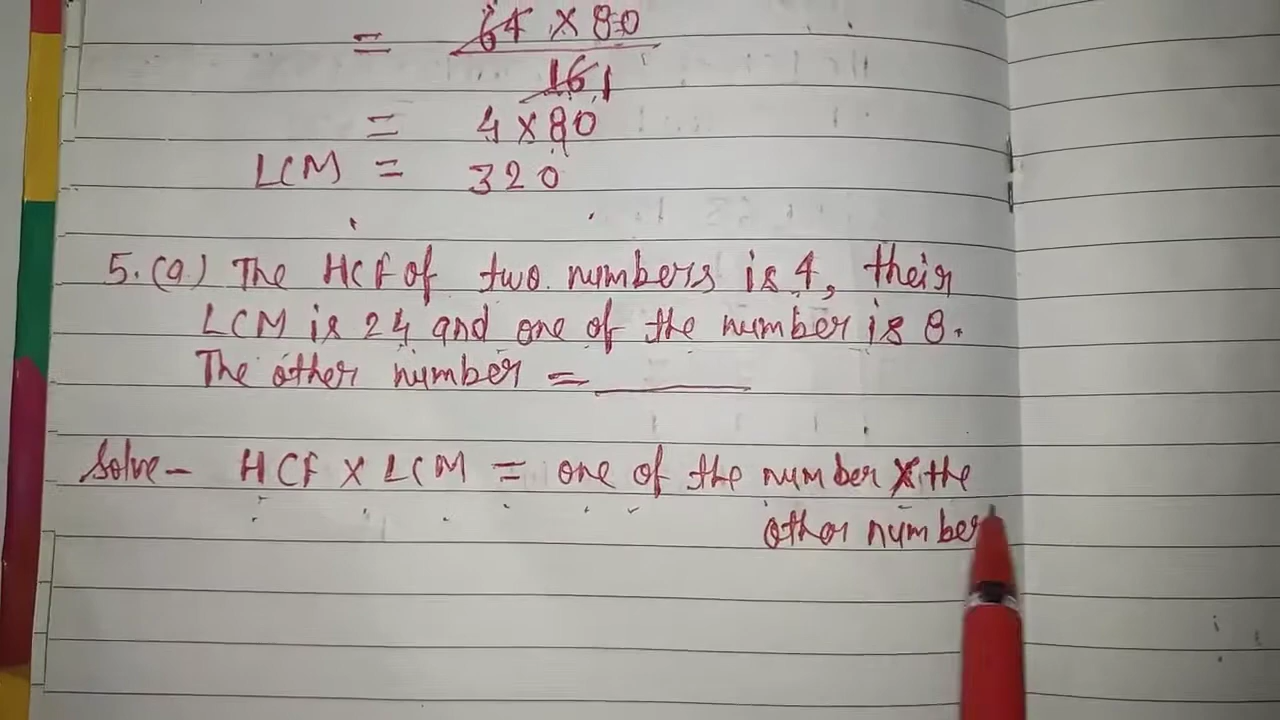 = 64 × 80
16 1
= 4 × 80
LCM = 320
5. (a) The HCF of two numbers is 4, their
LCM is 24 and one of the number is 8.
The other number = ______
Solve - HCF × LCM = one of the number × the
other number